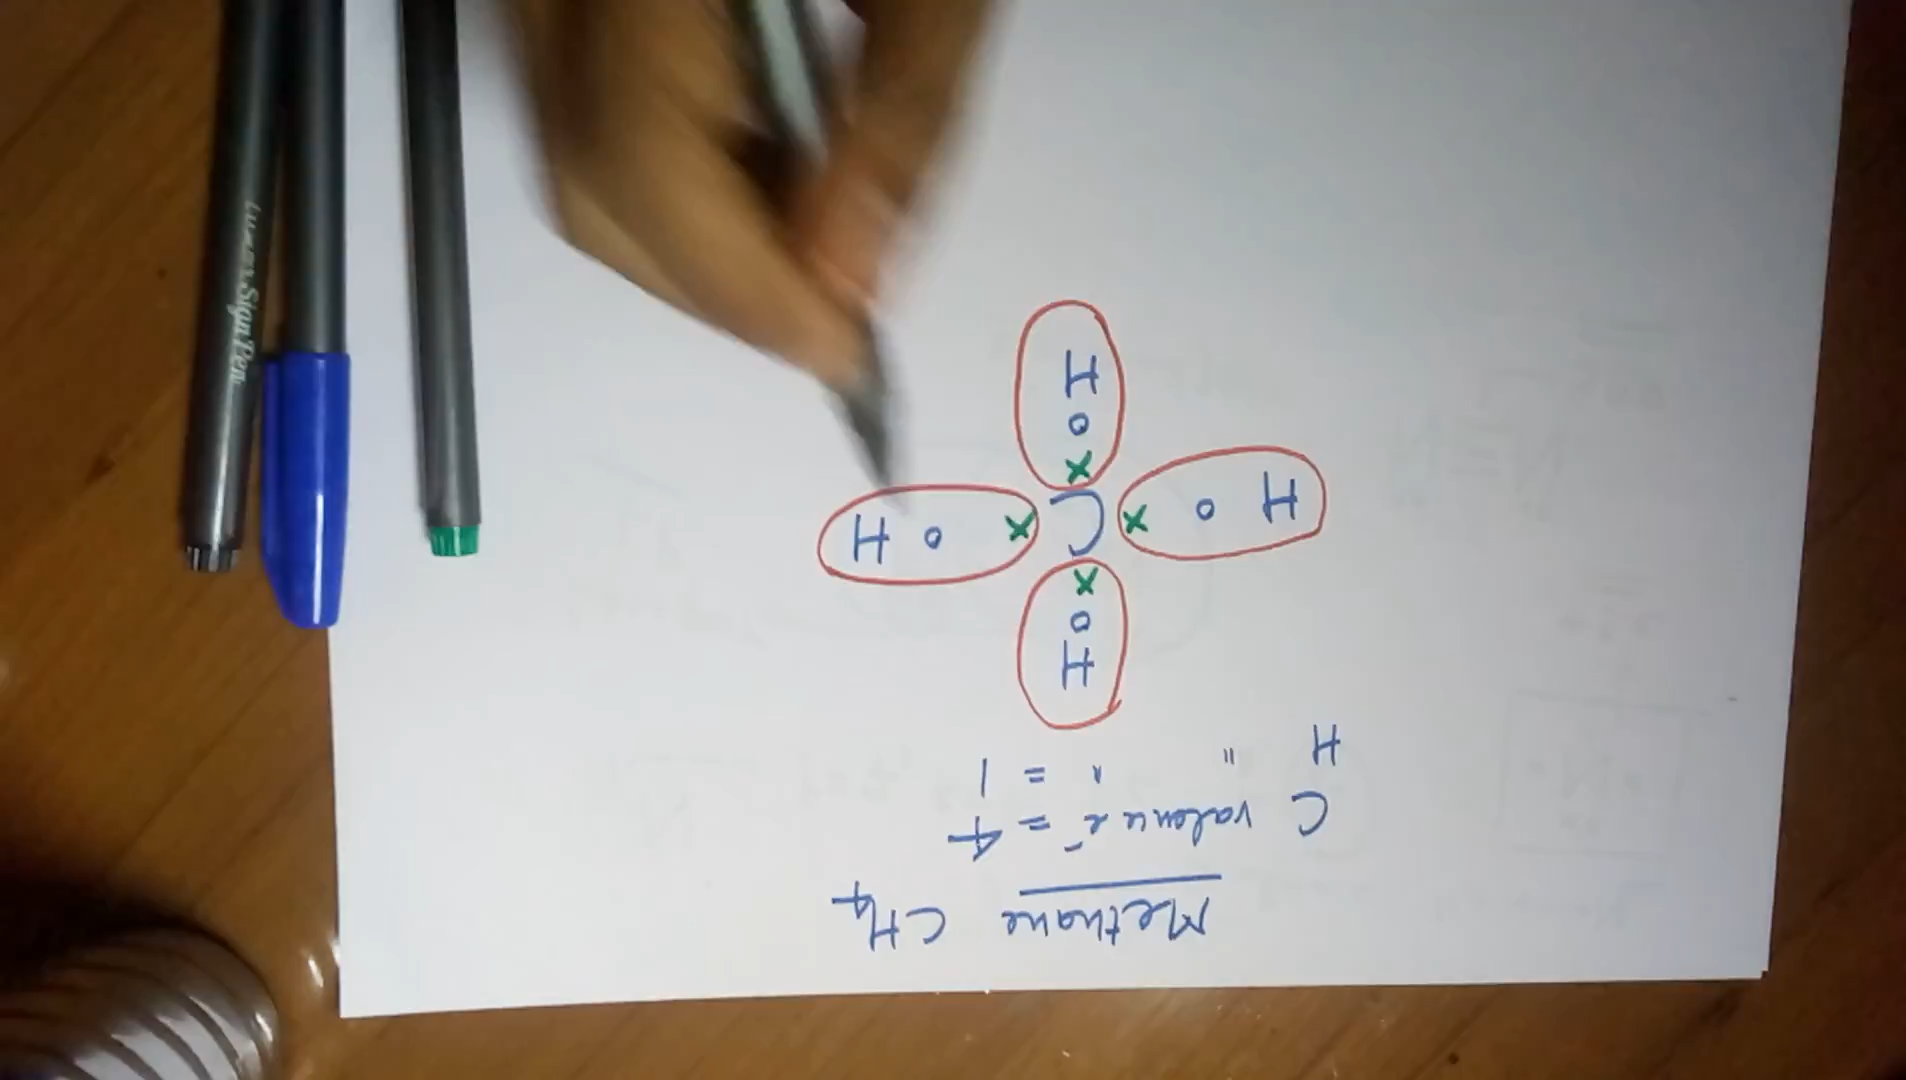 Methane CH4
C valence e- = 4
H " " = 1
H
o
x
H o x C x o H
x
o
H
Sign Pen